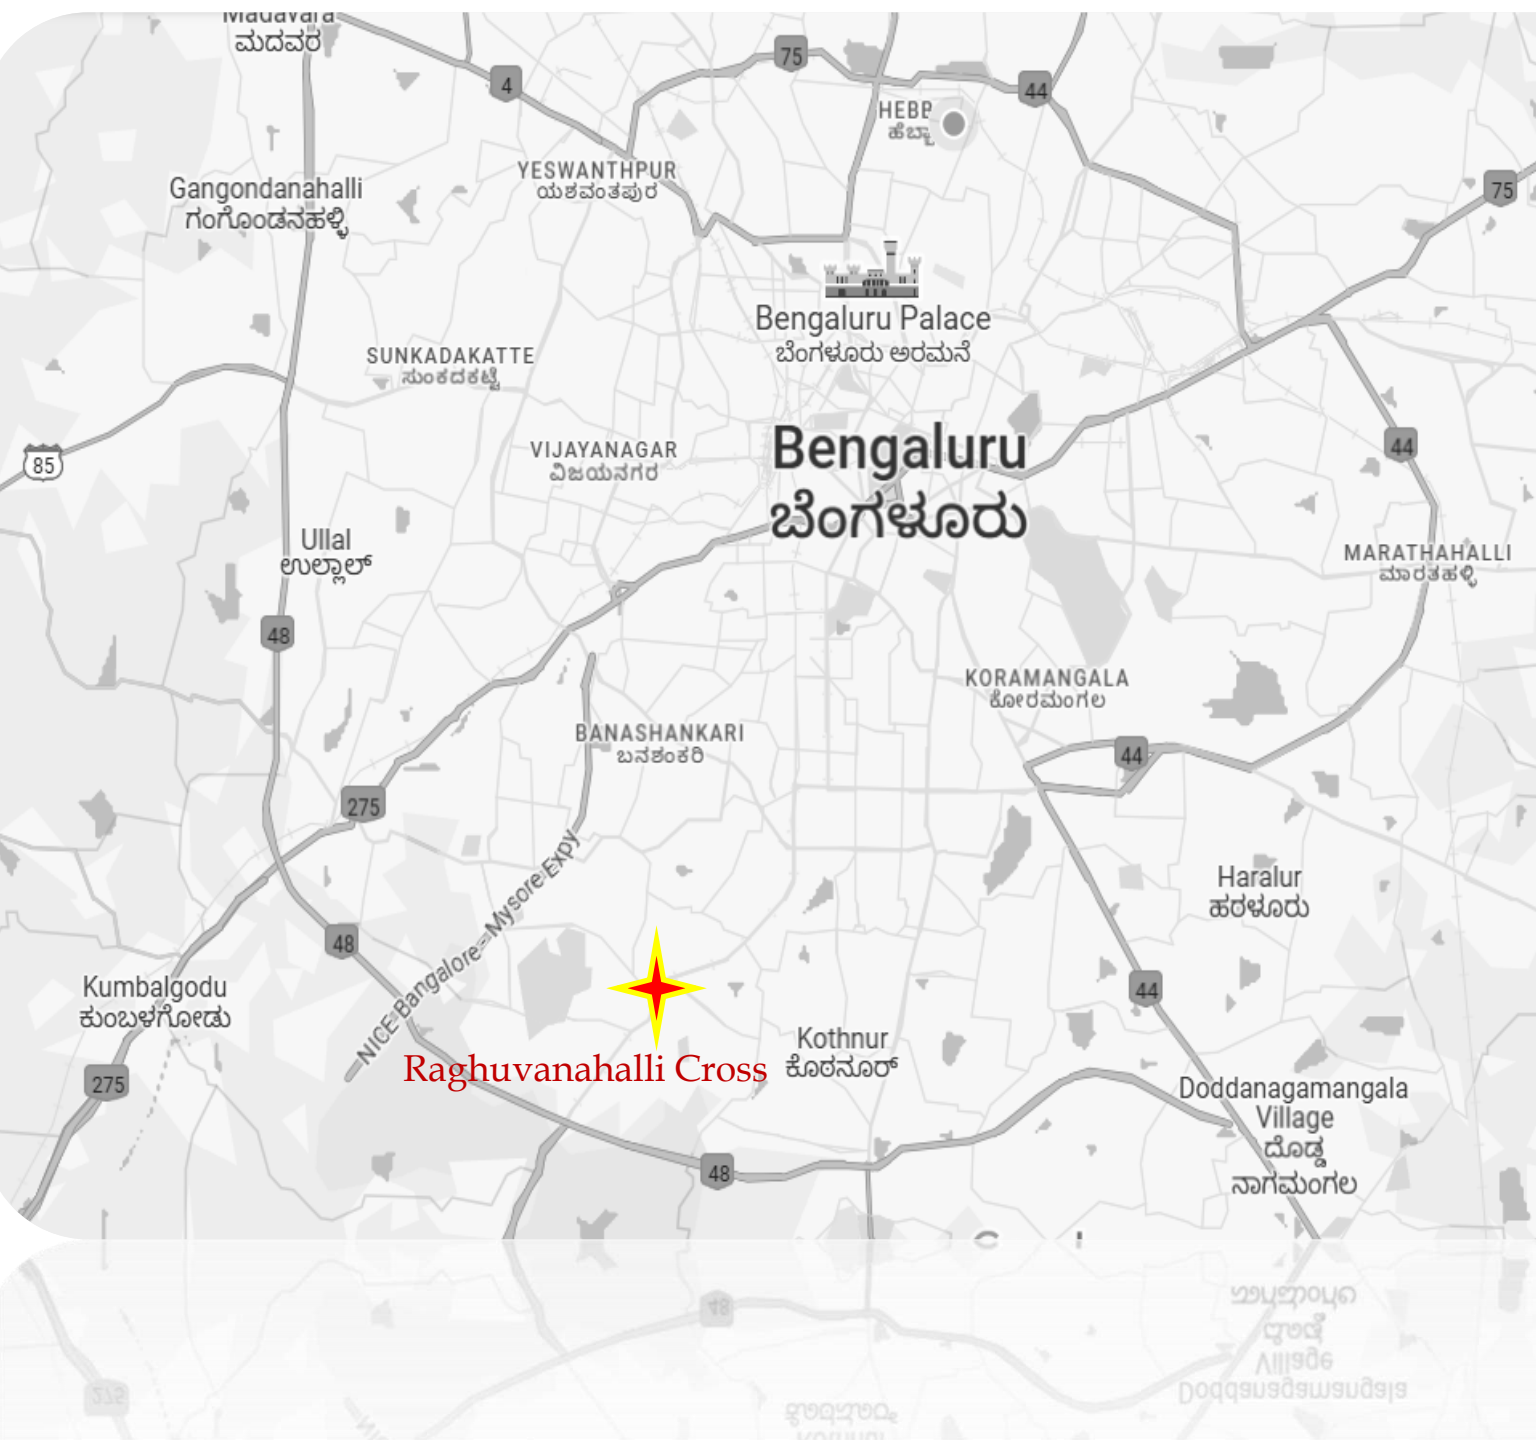 Madavara
ಮದವರ
75
4
44
HEBB
ಹೆಬ್ಬಾ
YESWANTHPUR
ಯಶವಂತಪುರ
75
Gangondanahalli
ಗಂಗೊಂಡನಹಳ್ಳಿ
Bengaluru Palace
ಬೆಂಗಳೂರು ಅರಮನೆ
SUNKADAKATTE
ಸುಂಕದಕಟ್ಟೆ
VIJAYANAGAR
ವಿಜಯನಗರ
Bengaluru
ಬೆಂಗಳೂರು
44
85
Ullal
ಉಲ್ಲಾಲ್
MARATHAHALLI
ಮಾರತಹಳ್ಳಿ
48
KORAMANGALA
ಕೋರಮಂಗಲ
BANASHANKARI
ಬನಶಂಕರಿ
44
275
NICE Bangalore - Mysore Expy
Haralur
ಹರಳೂರು
48
Kumbalgodu
ಕುಂಬಳಗೋಡು
44
Kothnur
ಕೊಠನೂರ್
Raghuvanahalli Cross
275
Doddanagamangala
Village
ದೊಡ್ಡ
ನಾಗಮಂಗಲ
48